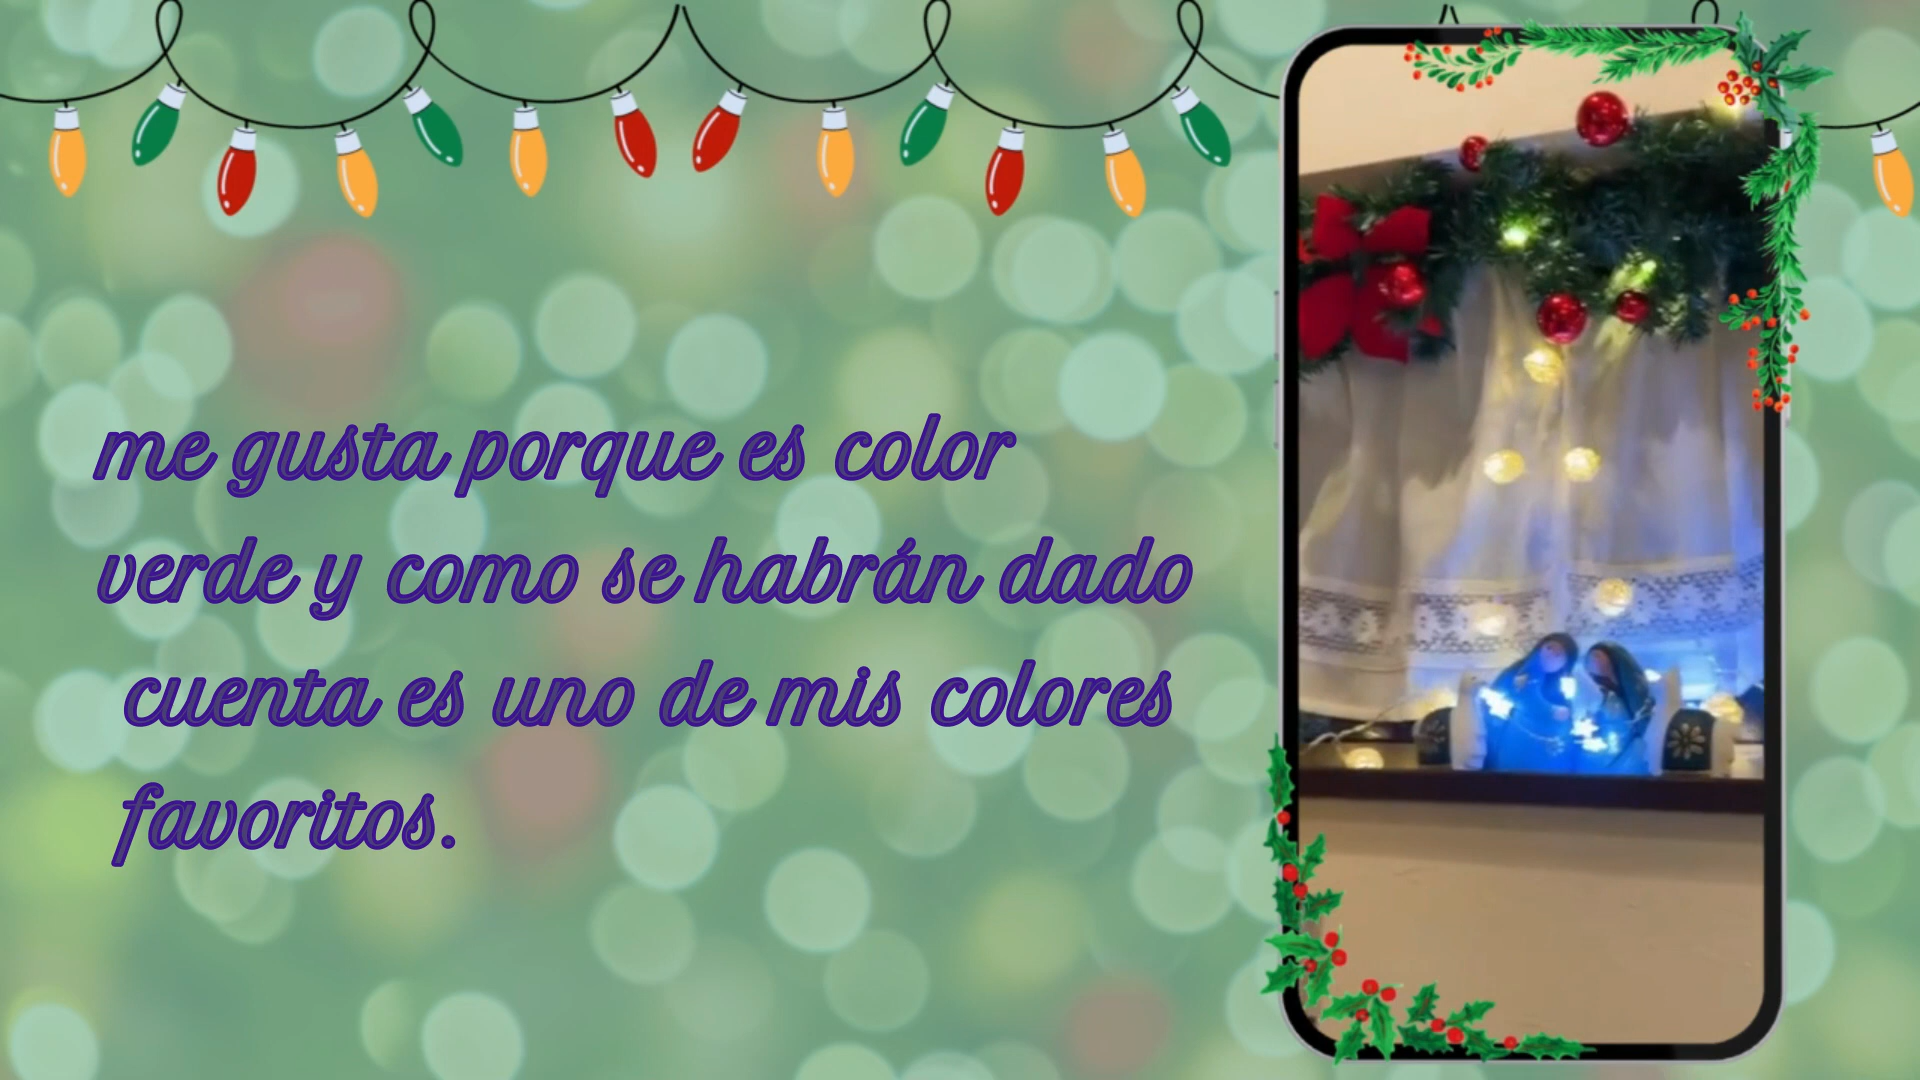 me gusta porque es color
verde y como se habrán dado
cuenta es uno de mis colores
favoritos.